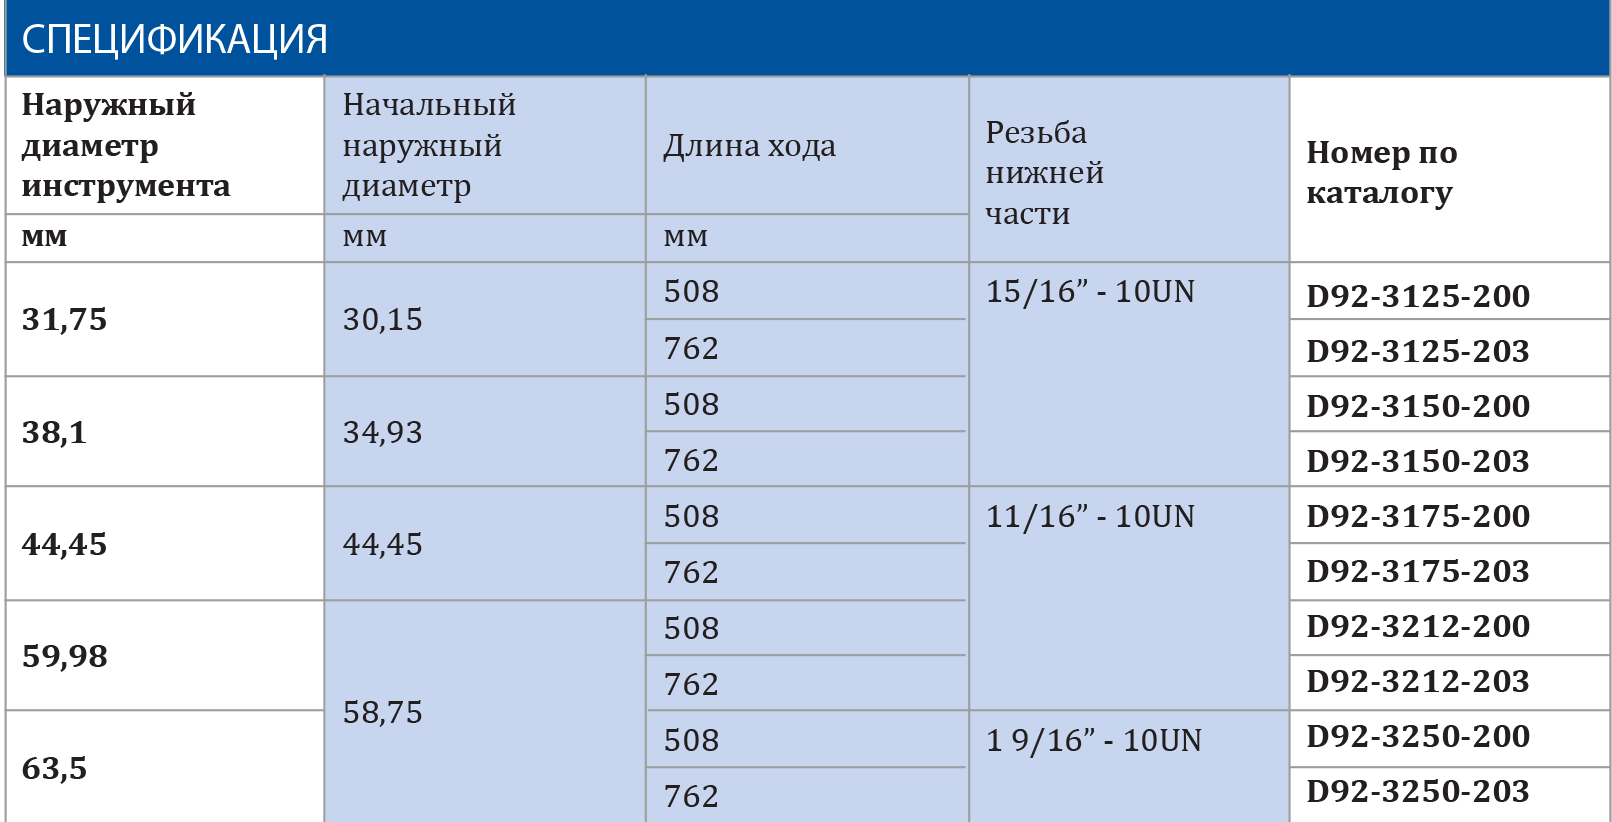 СПЕЦИФИКАЦИЯ
Наружный
диаметр
инструмента
Начальный
наружный
диаметр
Длина хода
Резьба
нижней
части
Номер по
каталогу
мм
мм
мм
31,75
30,15
508
15/16” - 10UN
D92-3125-200
762
D92-3125-203
38,1
34,93
508
D92-3150-200
762
D92-3150-203
44,45
44,45
508
11/16” - 10UN
D92-3175-200
762
D92-3175-203
59,98
58,75
508
D92-3212-200
762
D92-3212-203
63,5
508
1 9/16” - 10UN
D92-3250-200
762
D92-3250-203